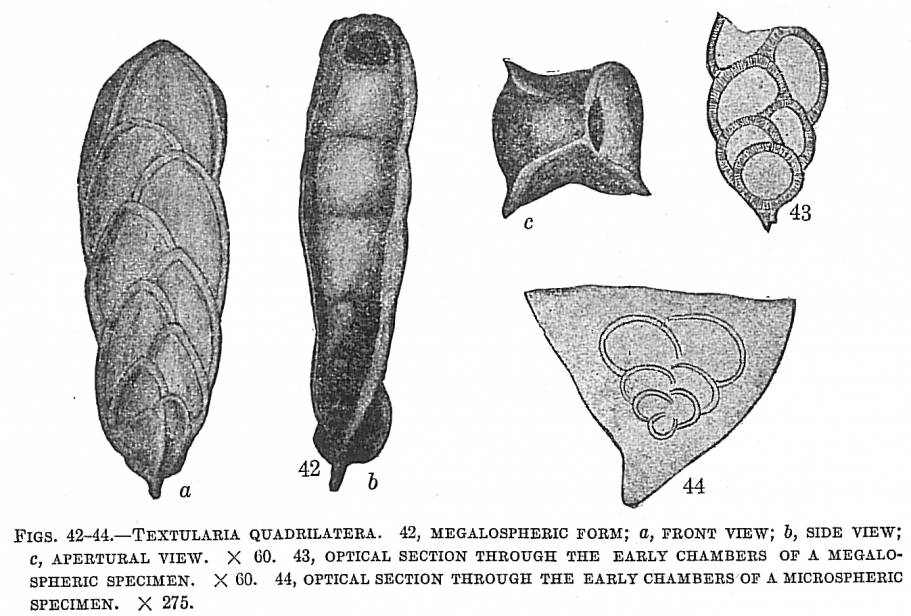 43
c
42
a
b
44
FIGS. 42–44.—TEXTULARIA QUADRILATERA. 42, MEGALOSPHERIC FORM; a, FRONT VIEW; b, SIDE VIEW;
c, APERTURAL VIEW. × 60. 43, OPTICAL SECTION THROUGH THE EARLY CHAMBERS OF A MEGALO-
SPHERIC SPECIMEN. × 60. 44, OPTICAL SECTION THROUGH THE EARLY CHAMBERS OF A MICROSPHERIC
SPECIMEN. × 275.